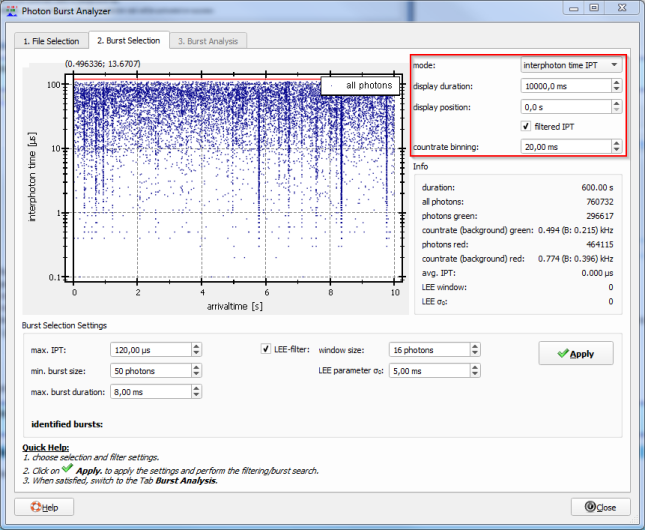 Photon Burst Analyzer
1. File Selection
2. Burst Selection
3. Burst Analysis
(0.496336; 13.6707)
all photons
100
10
1
0.1
interphoton time [µs]
0
2
4
6
8
10
arrivaltime [s]
mode: interphoton time IPT
display duration: 10000,0 ms
display position: 0,0 s
filtered IPT
countrate binning: 20,00 ms
Info
duration: 600.00 s
all photons: 760732
photons green: 296617
countrate (background) green: 0.494 (B: 0.215) kHz
photons red: 464115
countrate (background) red: 0.774 (B: 0.396) kHz
avg. IPT: 0.000 µs
LEE window: 0
LEE σ₀: 0
Burst Selection Settings
max. IPT: 120,00 µs
LEE-filter: window size: 16 photons
Apply
min. burst size: 50 photons
LEE parameter σ₀: 5,00 ms
max. burst duration: 8,00 ms
identified bursts:
Quick Help:
1. choose selection and filter settings.
2. Click on Apply. to apply the settings and perform the filtering/burst search.
3. When satisfied, switch to the Tab Burst Analysis.
Help
Close